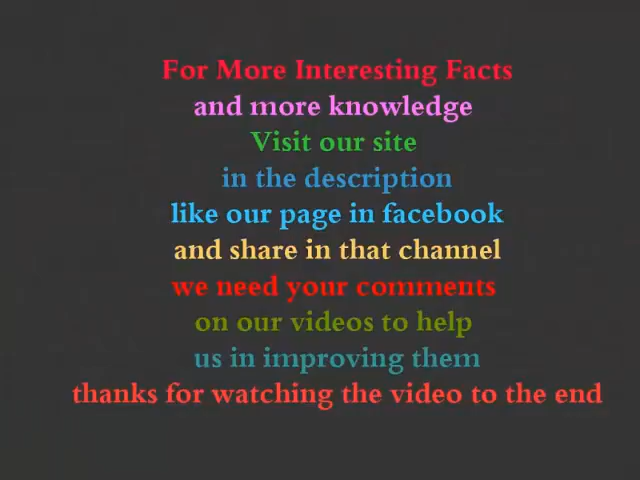 For More Interesting Facts
and more knowledge
Visit our site
in the description
like our page in facebook
and share in that channel
we need your comments
on our videos to help
us in improving them
thanks for watching the video to the end